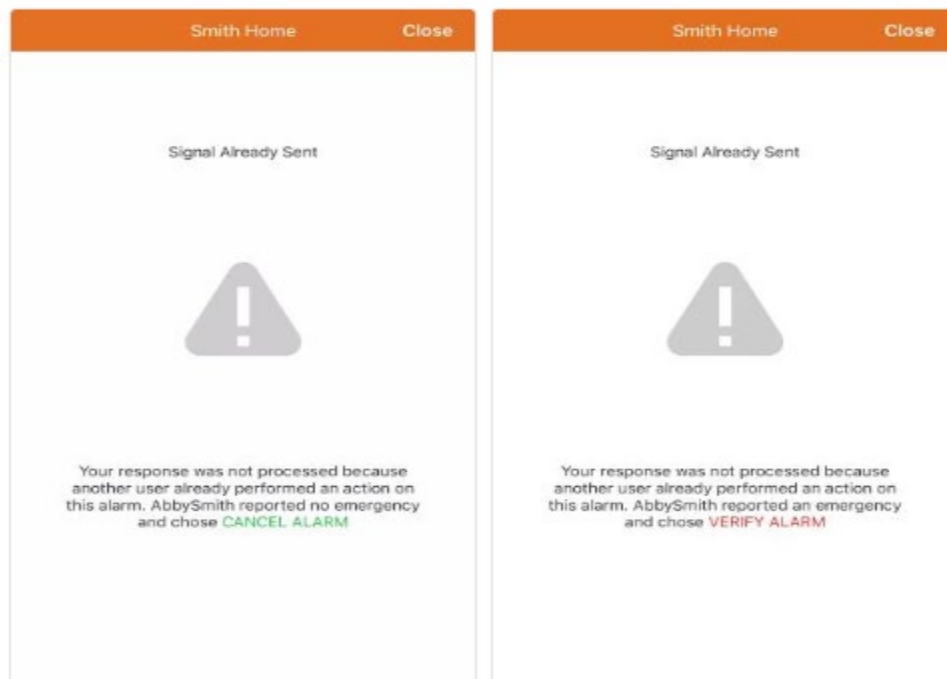 Smith Home Close
Signal Already Sent
Your response was not processed because
another user already performed an action on
this alarm. AbbySmith reported no emergency
and chose CANCEL ALARM
Smith Home Close
Signal Already Sent
Your response was not processed because
another user already performed an action on
this alarm. AbbySmith reported an emergency
and chose VERIFY ALARM